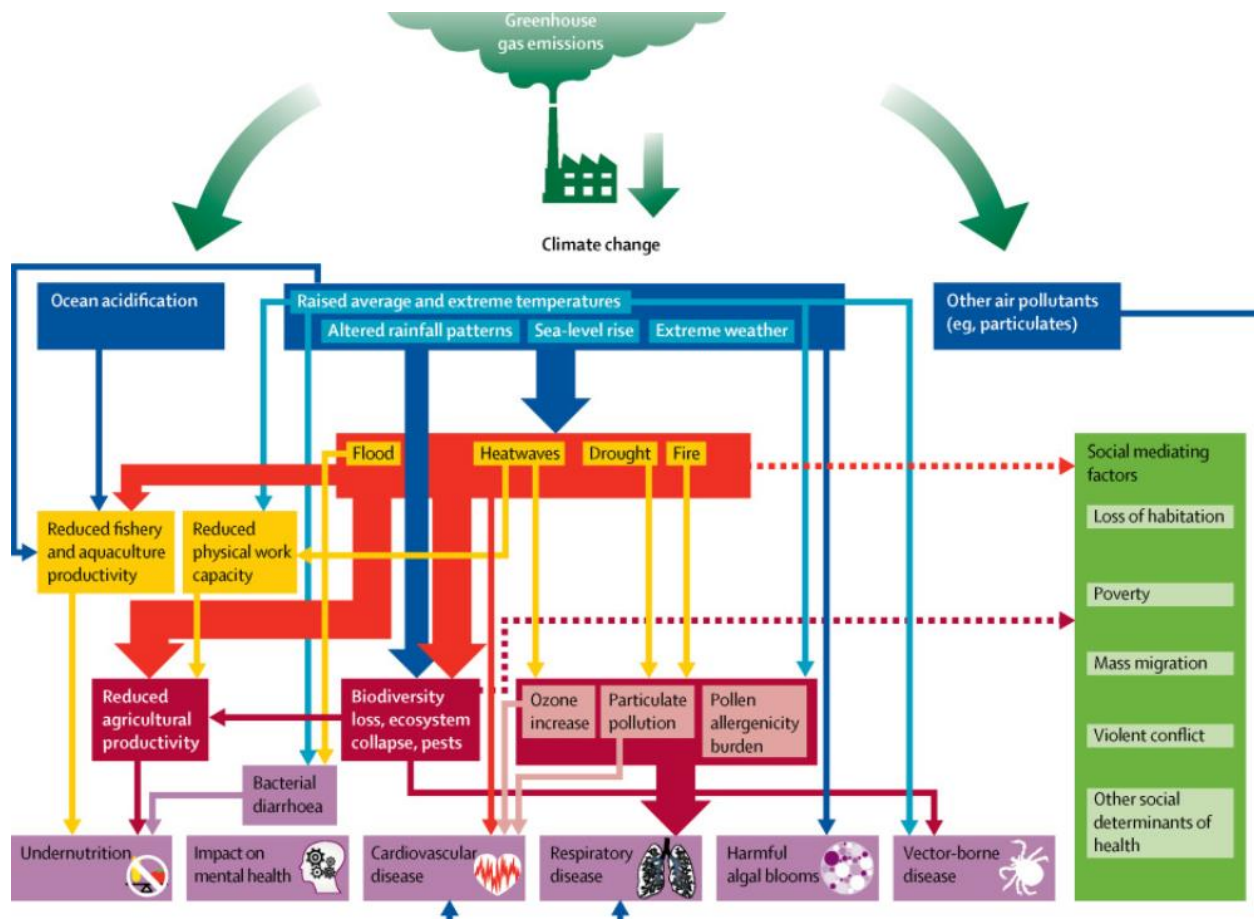 Greenhouse
gas emissions
Climate change
Ocean acidification
Raised average and extreme temperatures
Altered rainfall patterns
Sea-level rise
Extreme weather
Other air pollutants
(eg, particulates)
Flood
Heatwaves
Drought
Fire
Social mediating
factors
Loss of habitation
Poverty
Mass migration
Violent conflict
Other social
determinants of
health
Reduced fishery
and aquaculture
productivity
Reduced
physical work
capacity
Reduced
agricultural
productivity
Biodiversity
loss, ecosystem
collapse, pests
Ozone
increase
Particulate
pollution
Pollen
allergenicity
burden
Bacterial
diarrhoea
Undernutrition
Impact on
mental health
Cardiovascular
disease
Respiratory
disease
Harmful
algal blooms
Vector-borne
disease